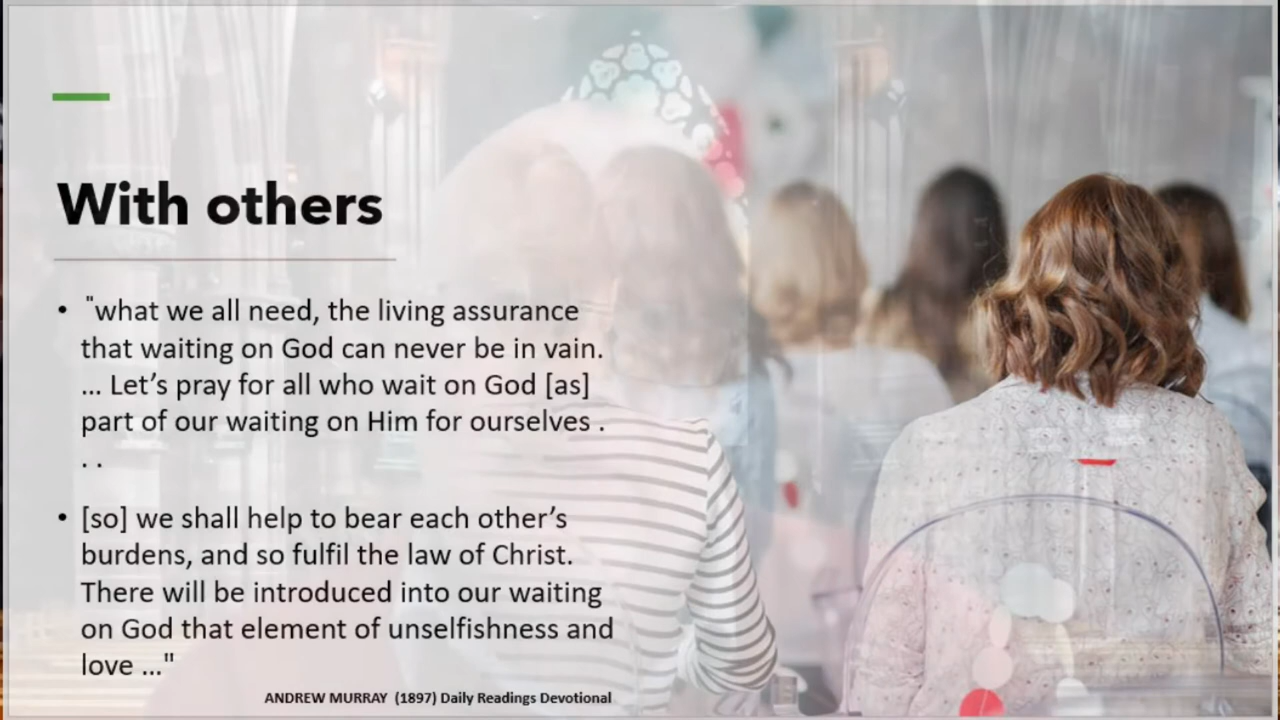 With others
• "what we all need, the living assurance
that waiting on God can never be in vain.
... Let’s pray for all who wait on God [as]
part of our waiting on Him for ourselves .
. .
• [so] we shall help to bear each other’s
burdens, and so fulfil the law of Christ.
There will be introduced into our waiting
on God that element of unselfishness and
love ..."
ANDREW MURRAY (1897) Daily Readings Devotional